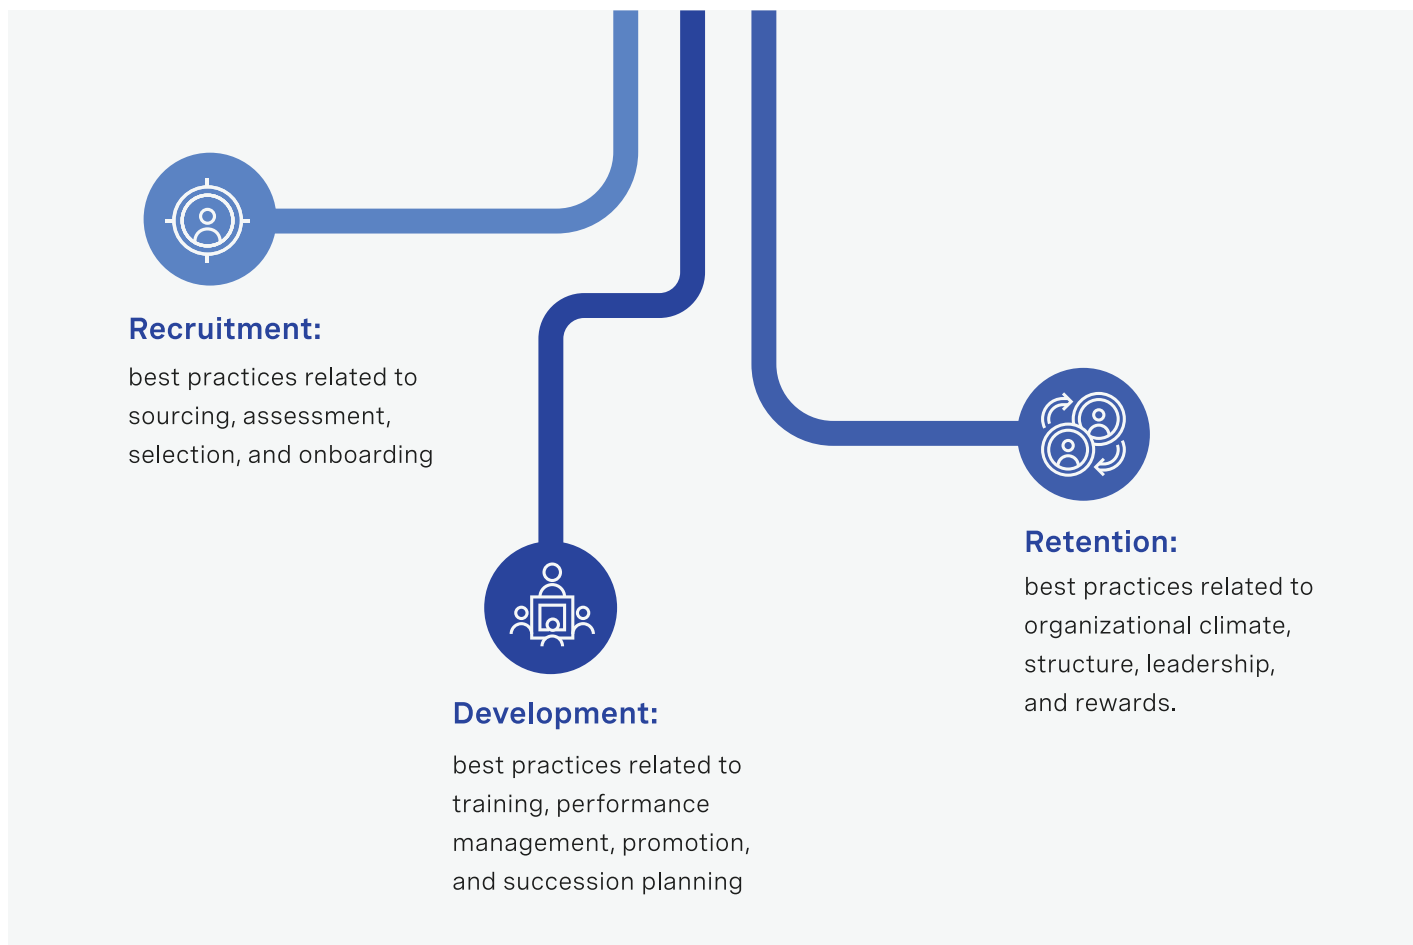 Recruitment:
best practices related to
sourcing, assessment,
selection, and onboarding
Development:
best practices related to
training, performance
management, promotion,
and succession planning
Retention:
best practices related to
organizational climate,
structure, leadership,
and rewards.